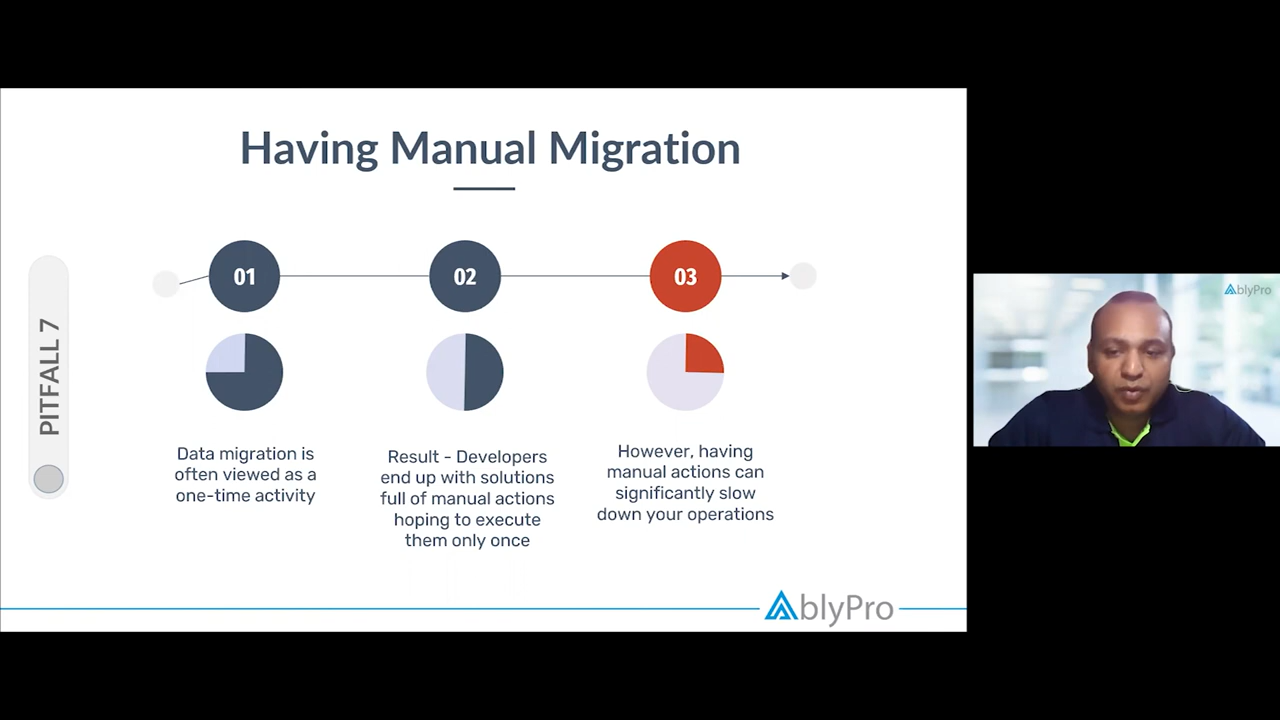 Having Manual Migration
01
02
03
PITFALL 7
Data migration is
often viewed as a
one-time activity
Result - Developers
end up with solutions
full of manual actions
hoping to execute
them only once
However, having
manual actions can
significantly slow
down your operations
AblyPro
AblyPro